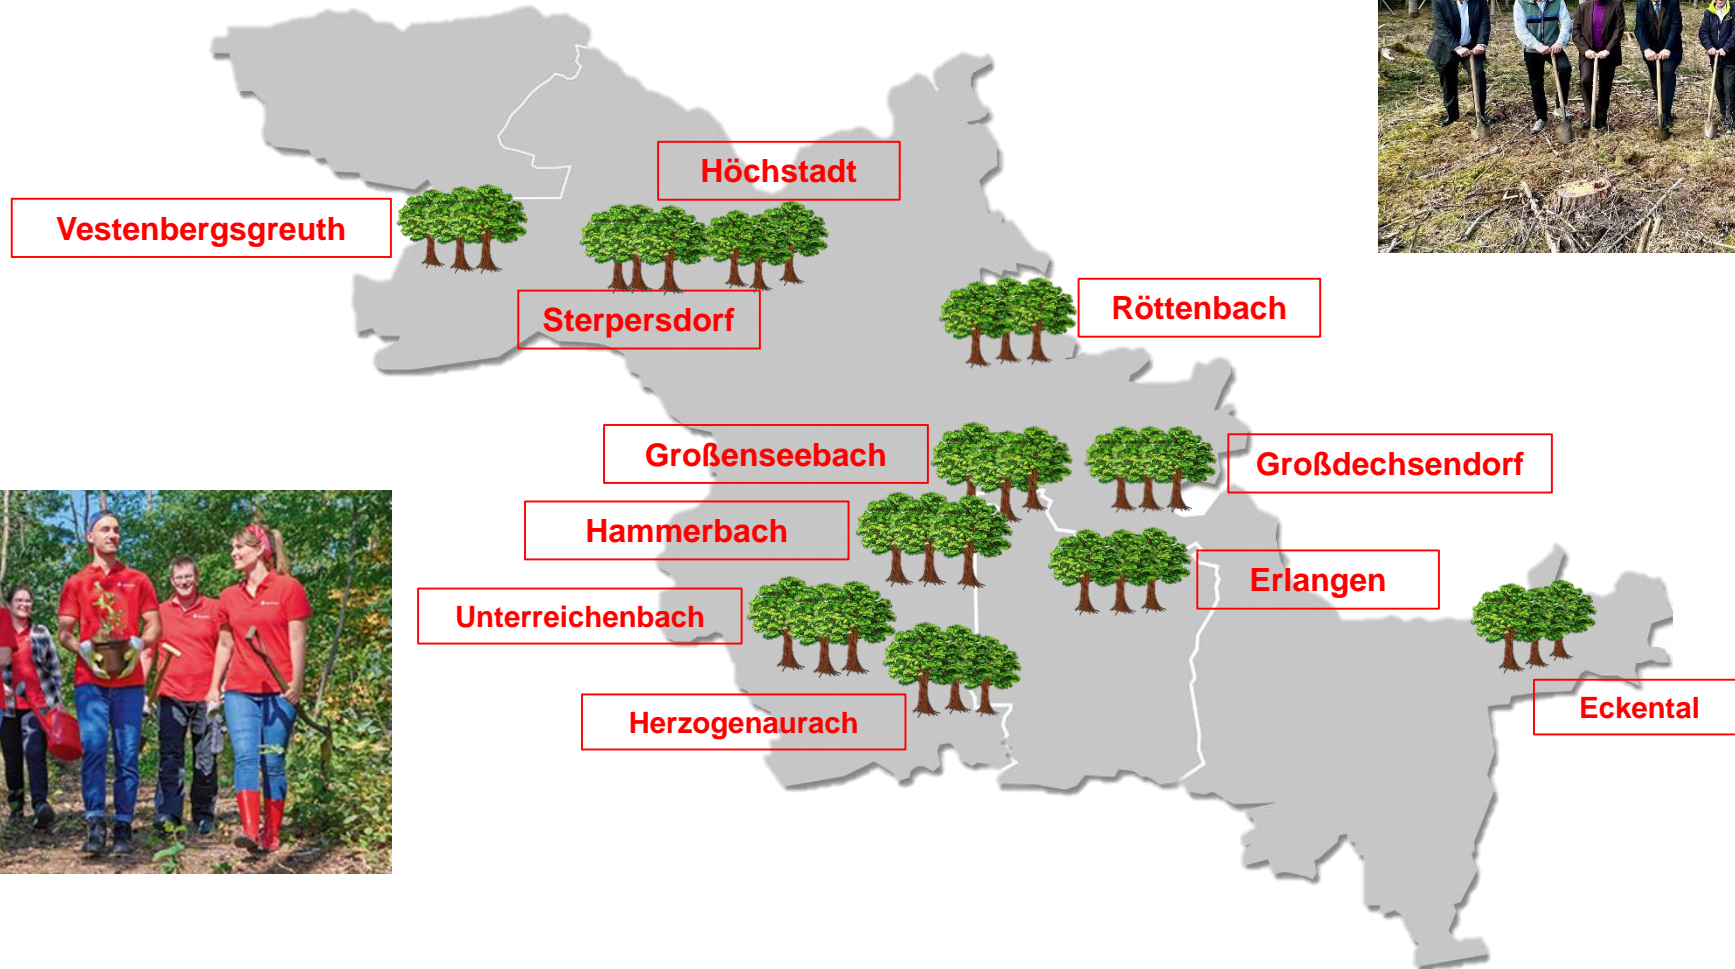 Höchstadt
Vestenbergsgreuth
Sterpersdorf
Röttenbach
Großenseebach
Großdechsendorf
Hammerbach
Erlangen
Unterreichenbach
Herzogenaurach
Eckental